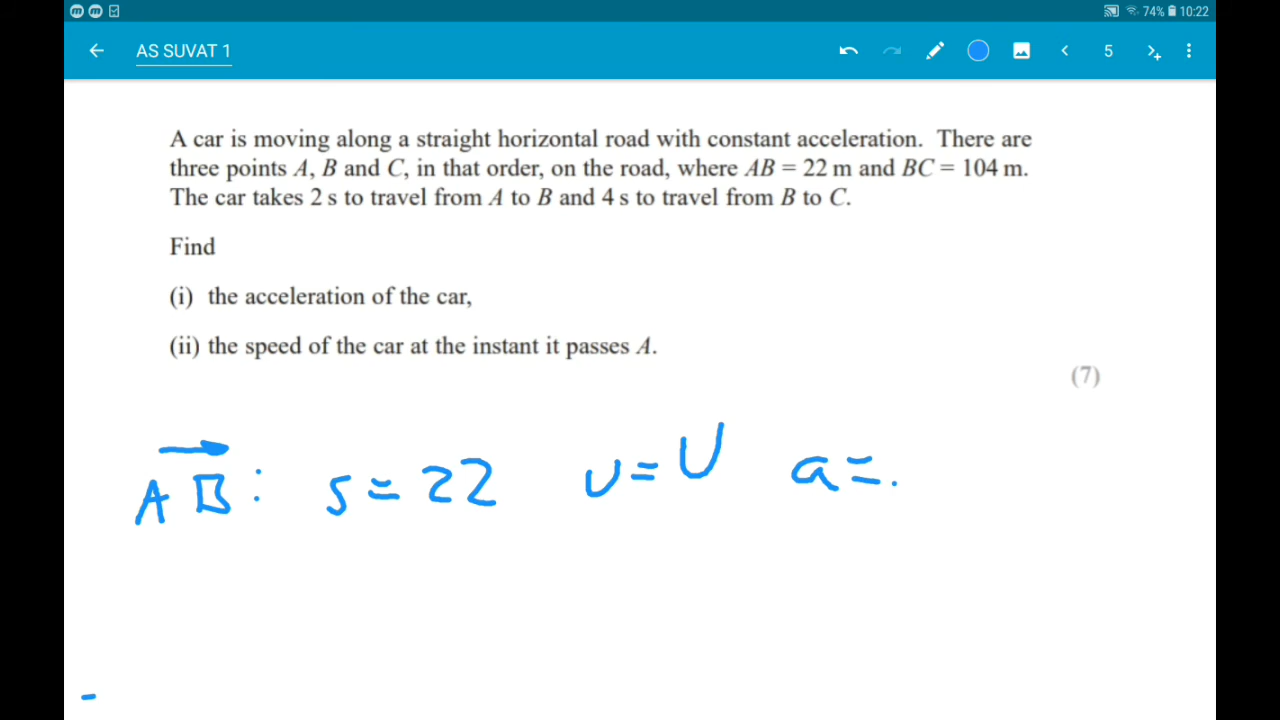 74% 10:22
AS SUVAT 1
5
A car is moving along a straight horizontal road with constant acceleration. There are
three points A, B and C, in that order, on the road, where AB = 22 m and BC = 104 m.
The car takes 2 s to travel from A to B and 4 s to travel from B to C.
Find
(i) the acceleration of the car,
(ii) the speed of the car at the instant it passes A.
(7)
AB: s=22 u=U a=.